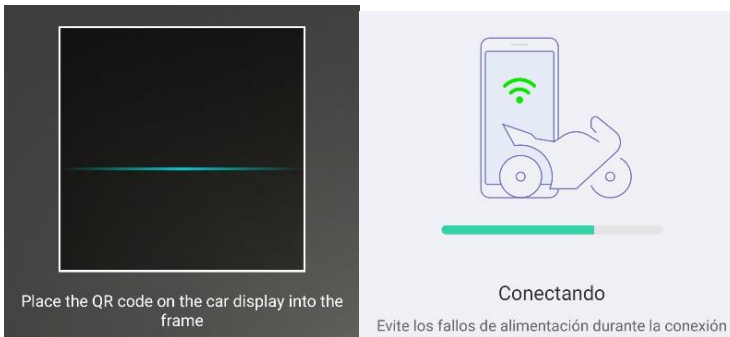 Place the QR code on the car display into the
frame
Conectando
Evite los fallos de alimentación durante la conexión